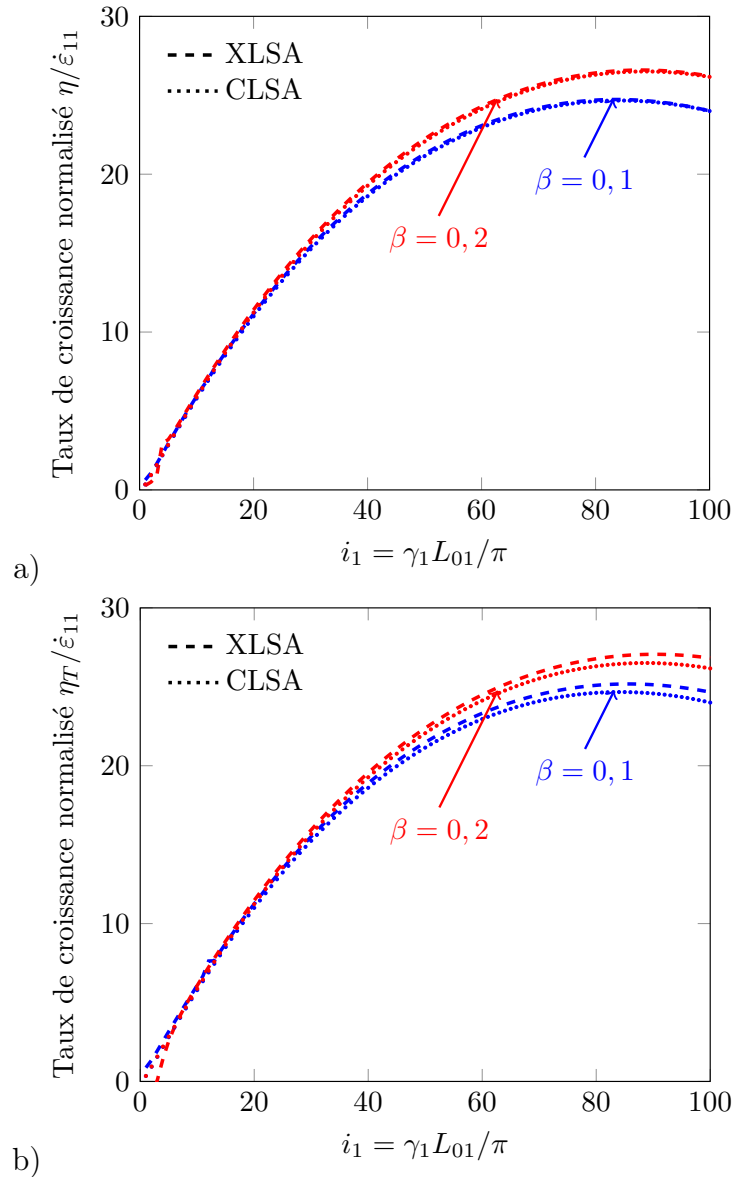 30
20
10
0
Taux de croissance normalisé η/ε̇₁₁
XLSA
CLSA
β = 0, 1
β = 0, 2
0 20 40 60 80 100
i₁ = γ₁L₀₁/π
a)
30
20
10
0
Taux de croissance normalisé η_T/ε̇₁₁
XLSA
CLSA
β = 0, 1
β = 0, 2
0 20 40 60 80 100
i₁ = γ₁L₀₁/π
b)